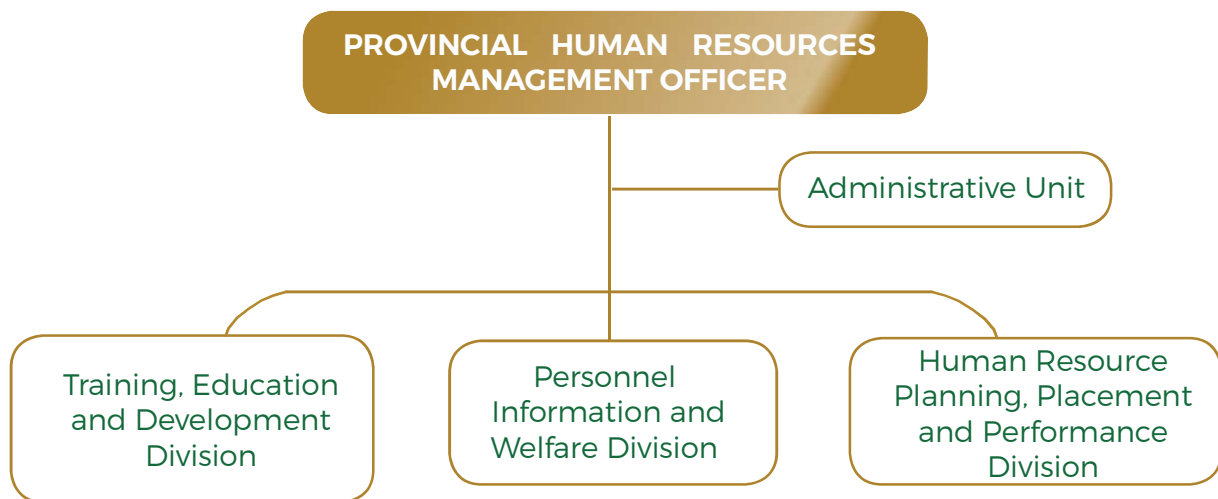 PROVINCIAL HUMAN RESOURCES
MANAGEMENT OFFICER
Administrative Unit
Training, Education
and Development
Division
Personnel
Information and
Welfare Division
Human Resource
Planning, Placement
and Performance
Division